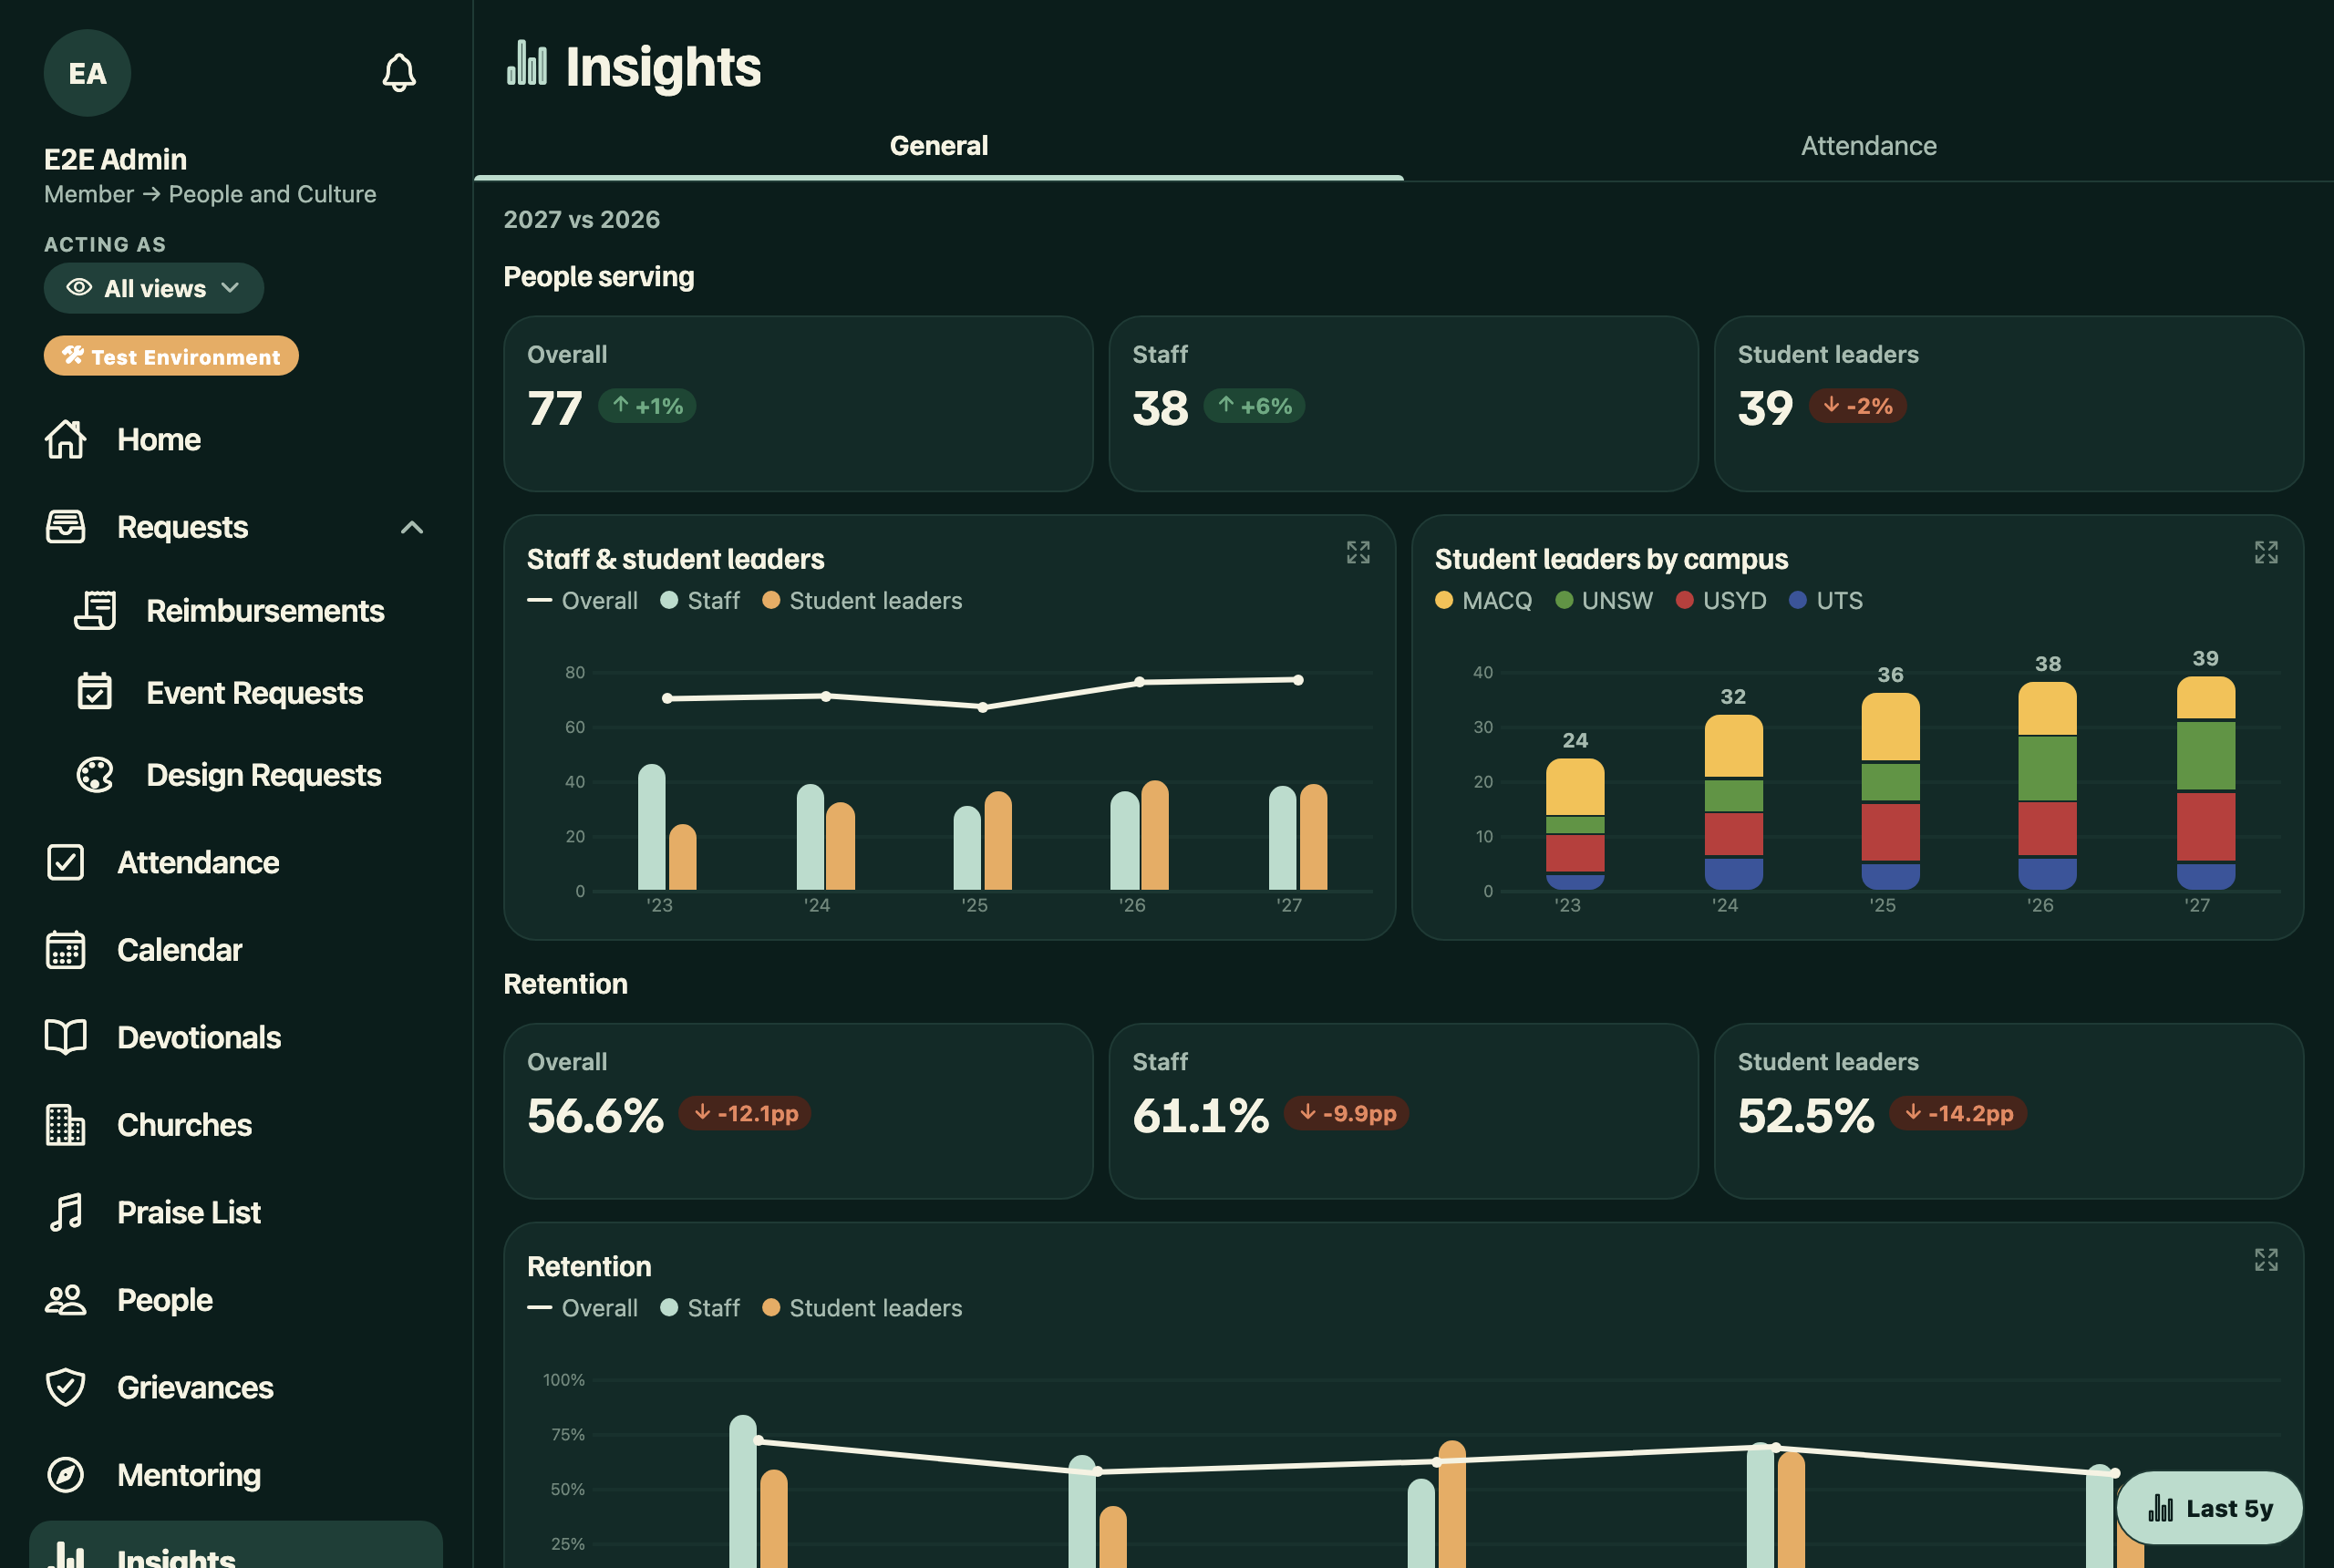 EA
E2E Admin
Member → People and Culture
ACTING AS
All views
Test Environment
Home
Requests
Reimbursements
Event Requests
Design Requests
Attendance
Calendar
Devotionals
Churches
Praise List
People
Grievances
Mentoring
Insights
Insights
General
Attendance
2027 vs 2026
People serving
Overall
77 ↑ +1%
Staff
38 ↑ +6%
Student leaders
39 ↓ -2%
Staff & student leaders
Overall Staff Student leaders
80
60
40
20
0
'23 '24 '25 '26 '27
Student leaders by campus
MACQ UNSW USYD UTS
24 32 36 38 39
40
30
20
10
0
'23 '24 '25 '26 '27
Retention
Overall
56.6% ↓ -12.1pp
Staff
61.1% ↓ -9.9pp
Student leaders
52.5% ↓ -14.2pp
Retention
Overall Staff Student leaders
100%
75%
50%
25%
Last 5y